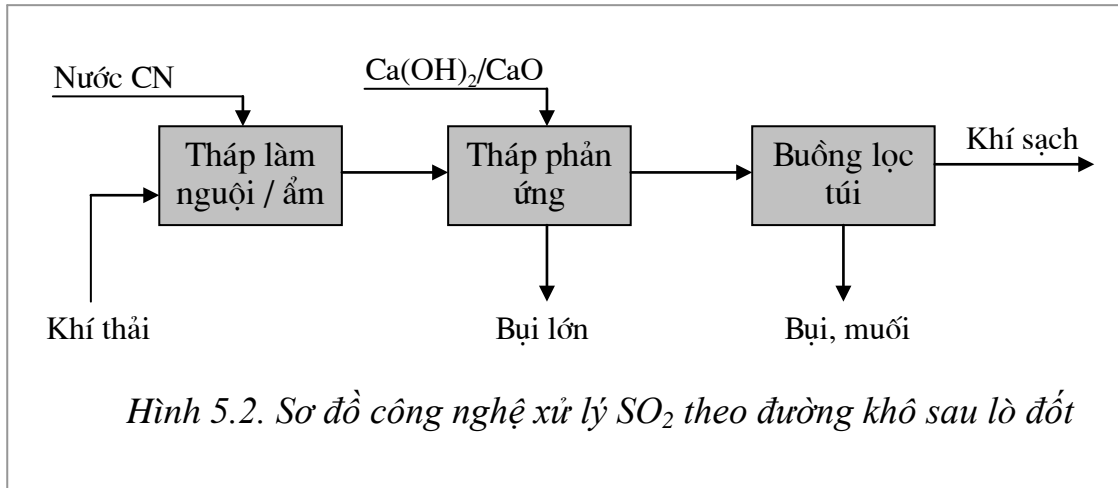 Nước CN
Ca(OH)₂/CaO
Tháp làm
nguội / ẩm
Tháp phản
ứng
Buồng lọc
túi
Khí sạch
Khí thải
Bụi lớn
Bụi, muối
Hình 5.2. Sơ đồ công nghệ xử lý SO₂ theo đường khô sau lò đốt